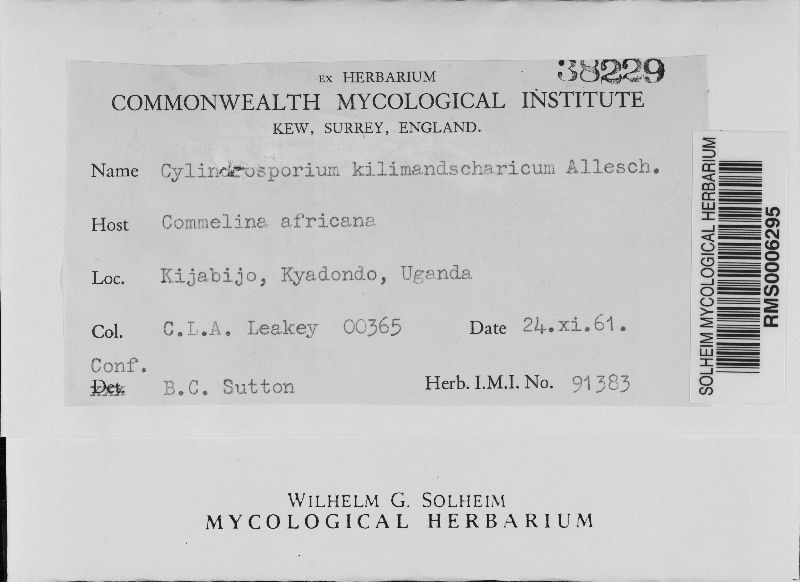 38229
EX HERBARIUM
COMMONWEALTH MYCOLOGICAL INSTITUTE
KEW, SURREY, ENGLAND.
Name Cylindrosporium kilimandscharicum Allesch.
Host Commelina africana
Loc. Kijabijo, Kyadondo, Uganda
Col. C.L.A. Leakey 00365 Date 24.xi.61.
Conf.
Det. B.C. Sutton Herb. I.M.I. No. 91383
SOLHEIM MYCOLOGICAL HERBARIUM
RMS0006295
WILHELM G. SOLHEIM
MYCOLOGICAL HERBARIUM